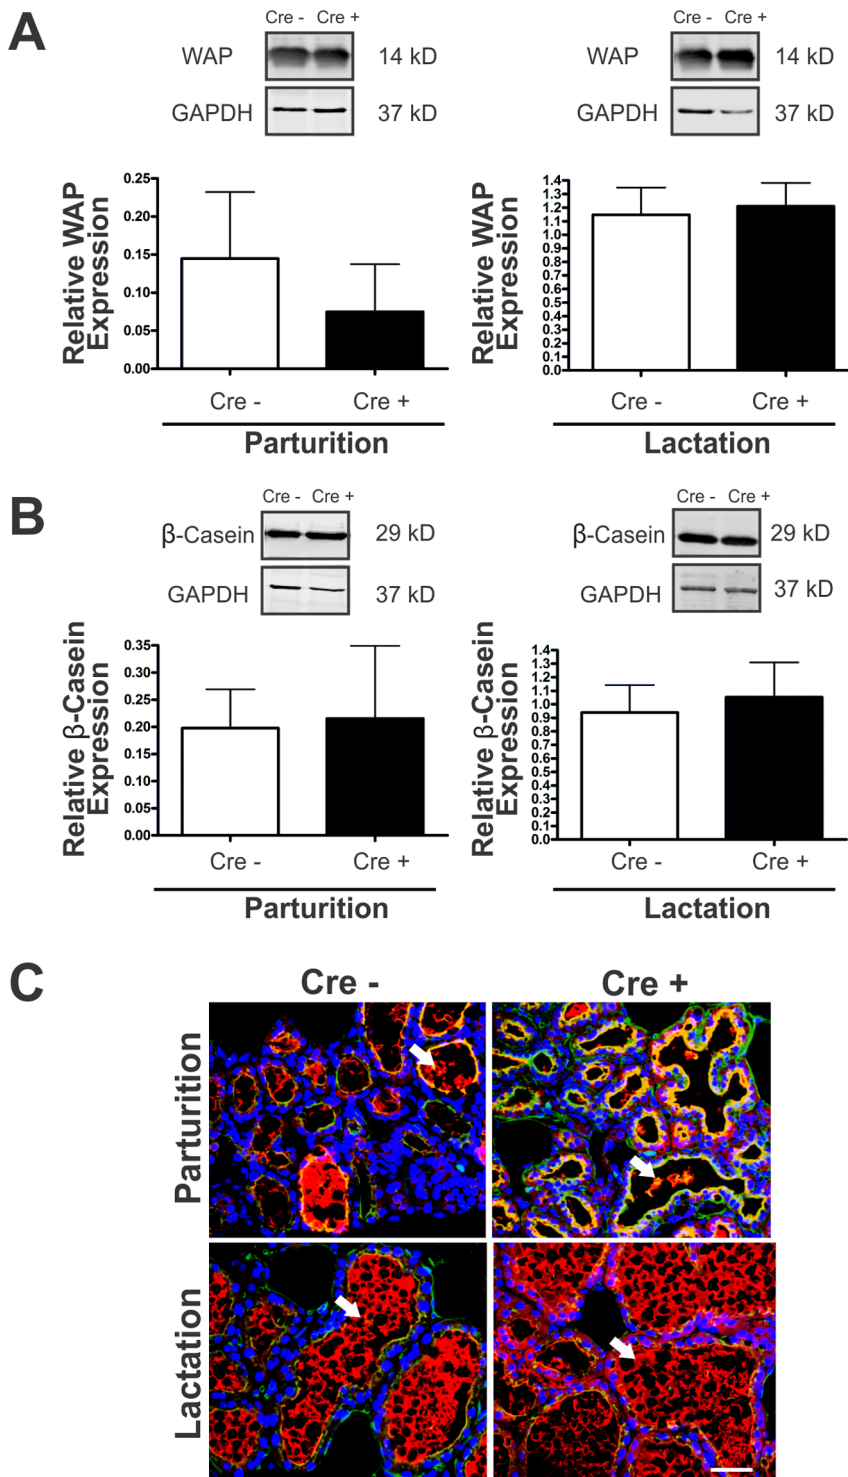 A
Cre - Cre +
WAP 14 kD
GAPDH 37 kD
Relative WAP
Expression
0.25
0.20
0.15
0.10
0.05
0.00
Cre - Cre +
Parturition
Cre - Cre +
WAP 14 kD
GAPDH 37 kD
Relative WAP
Expression
1.4
1.3
1.2
1.1
1.0
0.9
0.8
0.7
0.6
0.5
0.4
0.3
0.2
0.1
0.0
Cre - Cre +
Lactation
B
Cre - Cre +
β-Casein 29 kD
GAPDH 37 kD
Relative β-Casein
Expression
0.35
0.30
0.25
0.20
0.15
0.10
0.05
0.00
Cre - Cre +
Parturition
Cre - Cre +
β-Casein 29 kD
GAPDH 37 kD
Relative β-Casein
Expression
1.4
1.3
1.2
1.1
1.0
0.9
0.8
0.7
0.6
0.5
0.4
0.3
0.2
0.1
0.0
Cre - Cre +
Lactation
C
Cre - Cre +
Parturition
Lactation